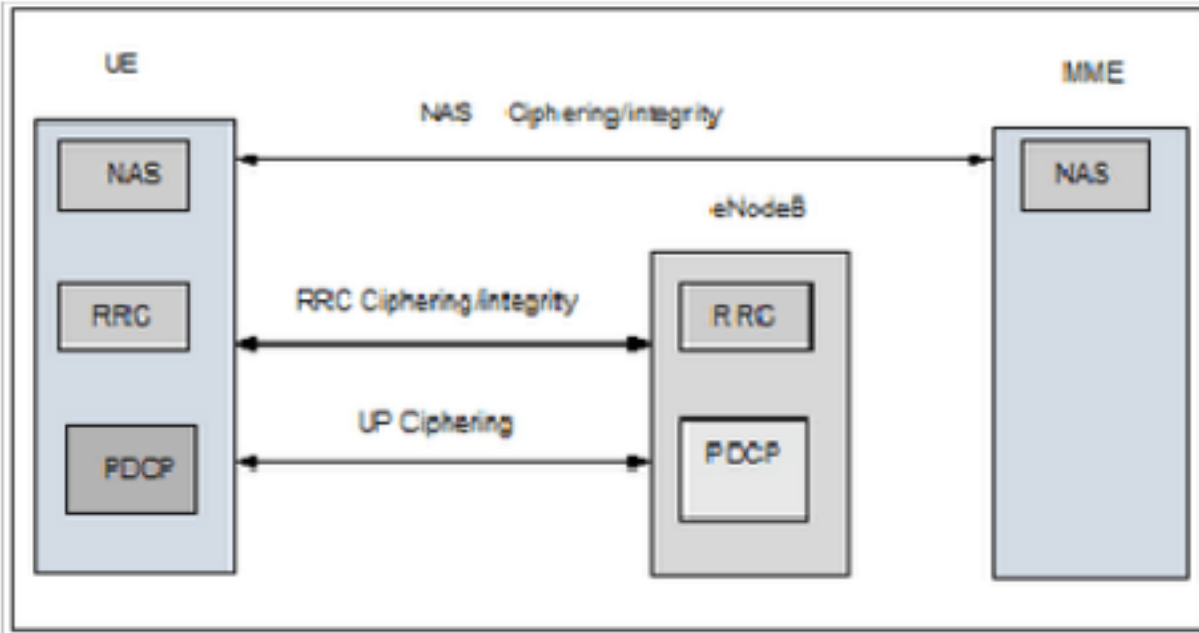 UE
MME
NAS Ciphering/integrity
NAS
NAS
eNodeB
RRC Ciphering/integrity
RRC
RRC
UP Ciphering
PDCP
PDCP